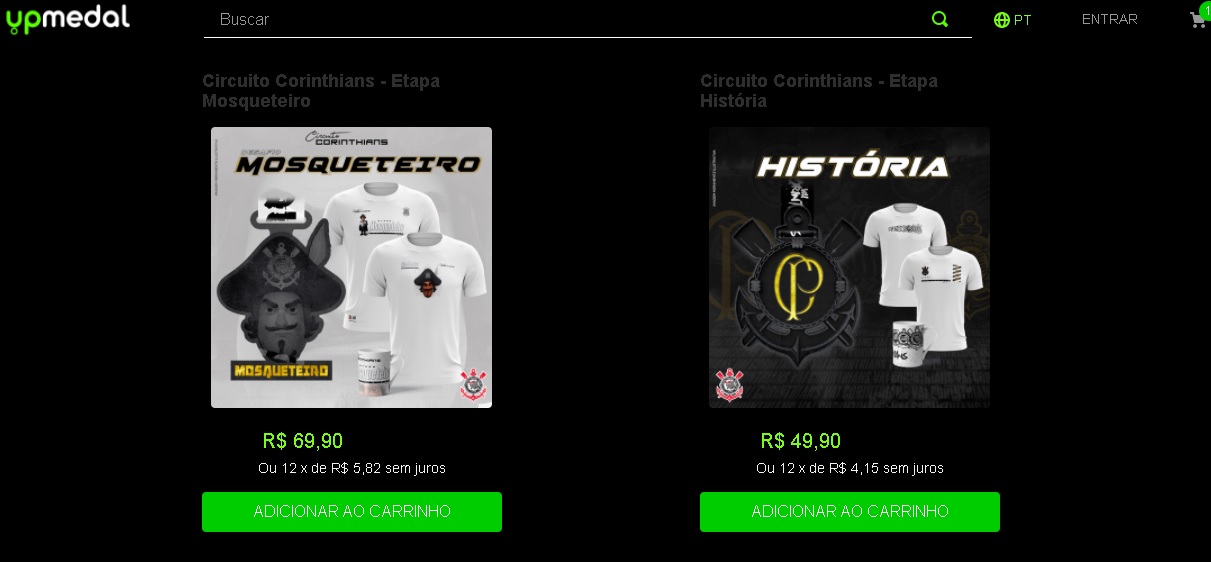 upmedal
Buscar
PT
ENTRAR
1
Circuito Corinthians - Etapa
Mosqueteiro
Circuito Corinthians - Etapa
História
Circuito
CORINTHIANS
DESAFIO
MOSQUETEIRO
MOSQUETEIRO
HISTÓRIA
R$ 69,90
Ou 12 x de R$ 5,82 sem juros
ADICIONAR AO CARRINHO
R$ 49,90
Ou 12 x de R$ 4,15 sem juros
ADICIONAR AO CARRINHO